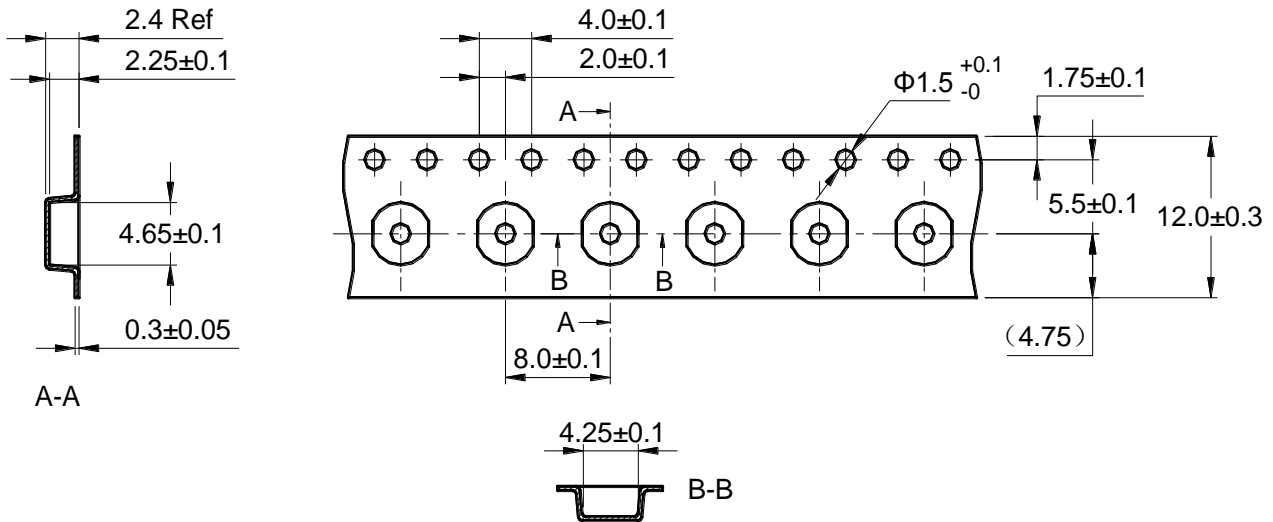 2.4 Ref
2.25±0.1
4.0±0.1
2.0±0.1
A
Φ1.5 +0.1 -0
1.75±0.1
4.65±0.1
5.5±0.1
12.0±0.3
B
B
0.3±0.05
A
8.0±0.1
（4.75）
A-A
4.25±0.1
B-B